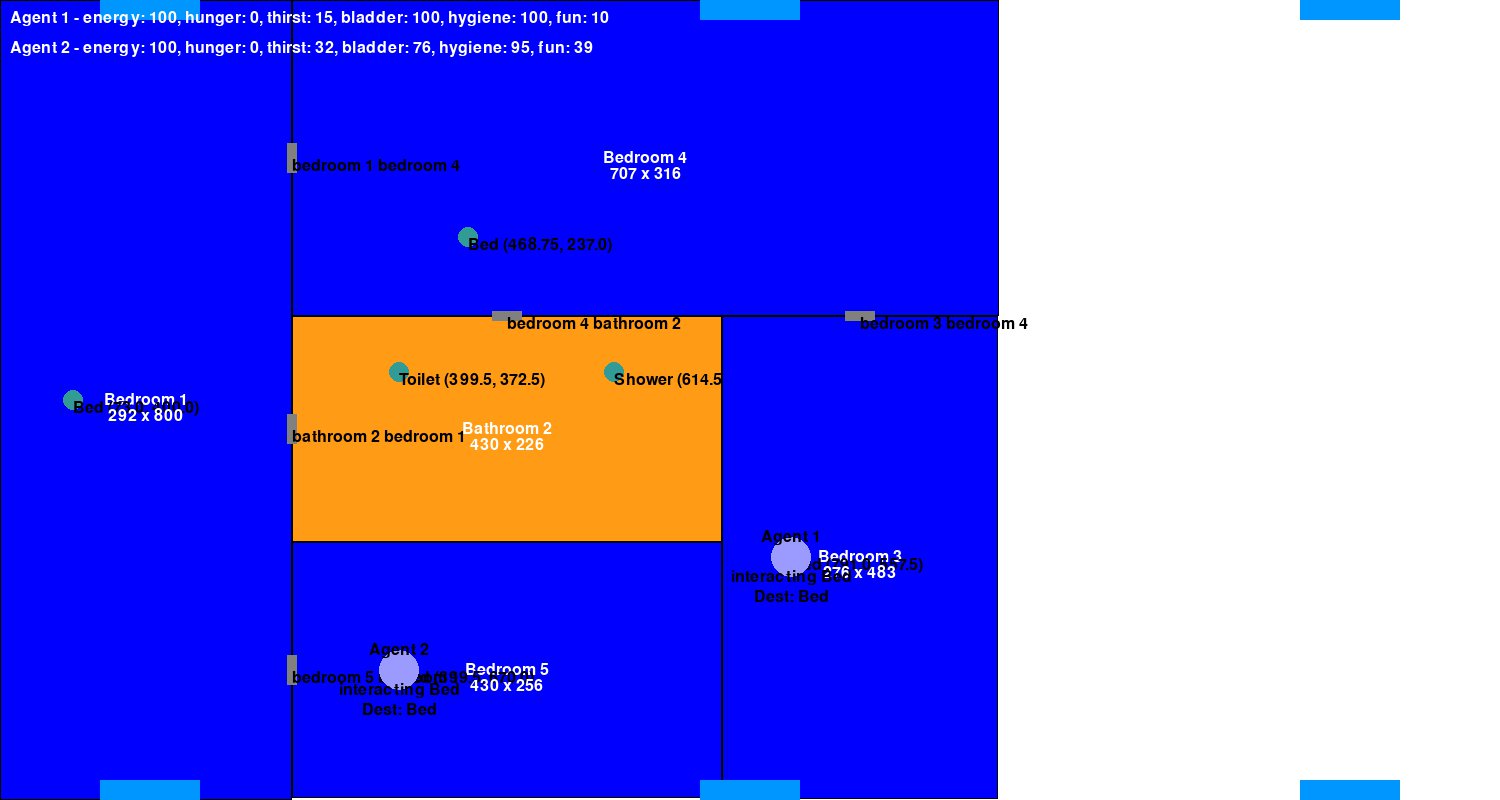 Agent 1 - energy: 100, hunger: 0, thirst: 15, bladder: 100, hygiene: 100, fun: 10
Agent 2 - energy: 100, hunger: 0, thirst: 32, bladder: 76, hygiene: 95, fun: 39
Bedroom 4
707 x 316
bedroom 1 bedroom 4
Bed (468.75, 237.0)
bedroom 4 bathroom 2
bedroom 3 bedroom 4
Toilet (399.5, 372.5)
Shower (614.5
Bedroom 1
Bed
292 x 800
Bathroom 2
bathroom 2 bedroom 1
430 x 226
Agent 1
Bedroom 3
276 x 483
interacting Bed
Dest: Bed
Agent 2
Bedroom 5
bedroom 5
430 x 256
interacting Bed
Dest: Bed